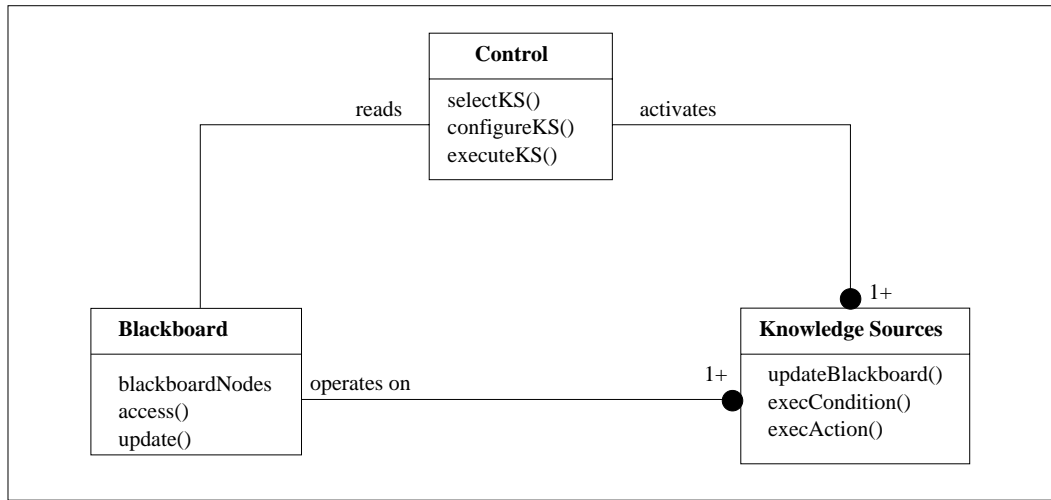 Control
reads
selectKS()
activates
configureKS()
executeKS()
1+
Blackboard
Knowledge Sources
blackboardNodes
operates on
1+
updateBlackboard()
access()
execCondition()
update()
execAction()